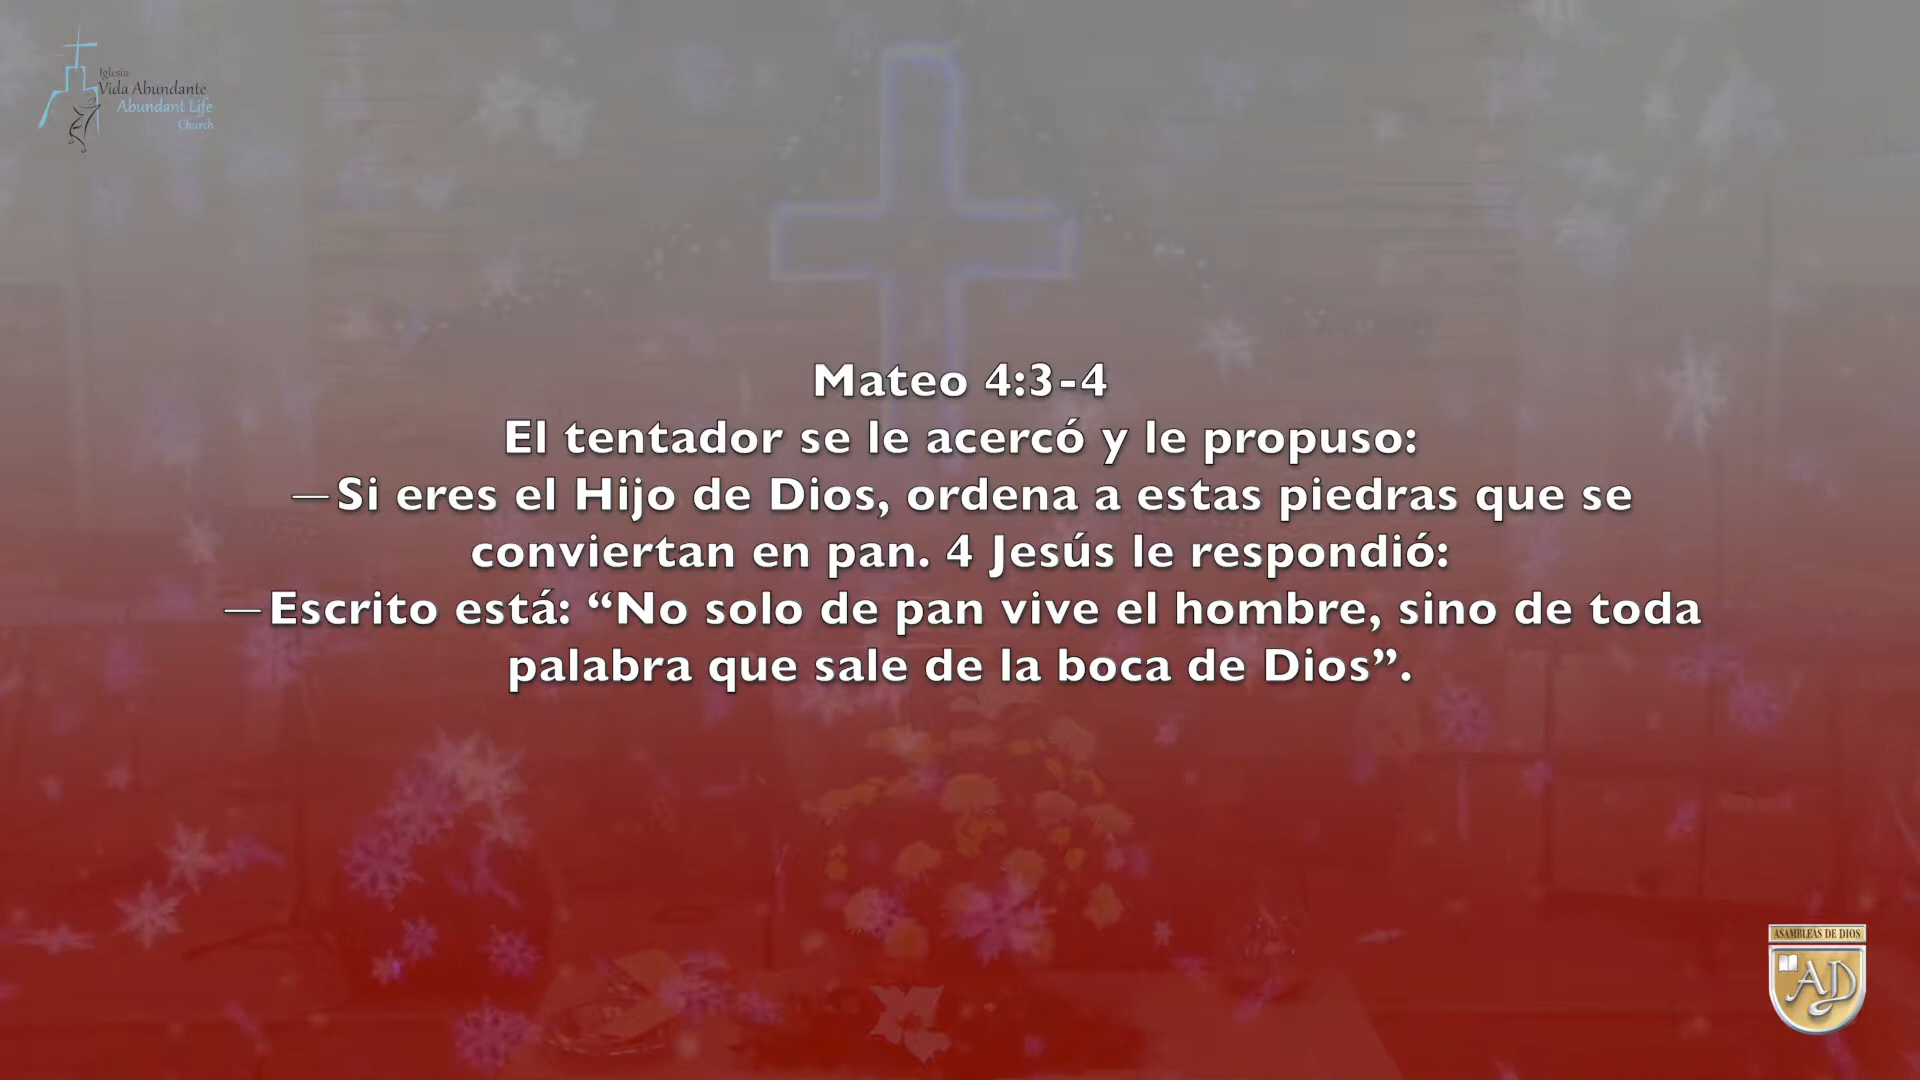 Iglesia
Vida Abundante
Abundant Life
Church
Mateo 4:3-4
El tentador se le acercó y le propuso:
—Si eres el Hijo de Dios, ordena a estas piedras que se
conviertan en pan. 4 Jesús le respondió:
—Escrito está: “No solo de pan vive el hombre, sino de toda
palabra que sale de la boca de Dios”.
ASAMBLEAS DE DIOS
AD